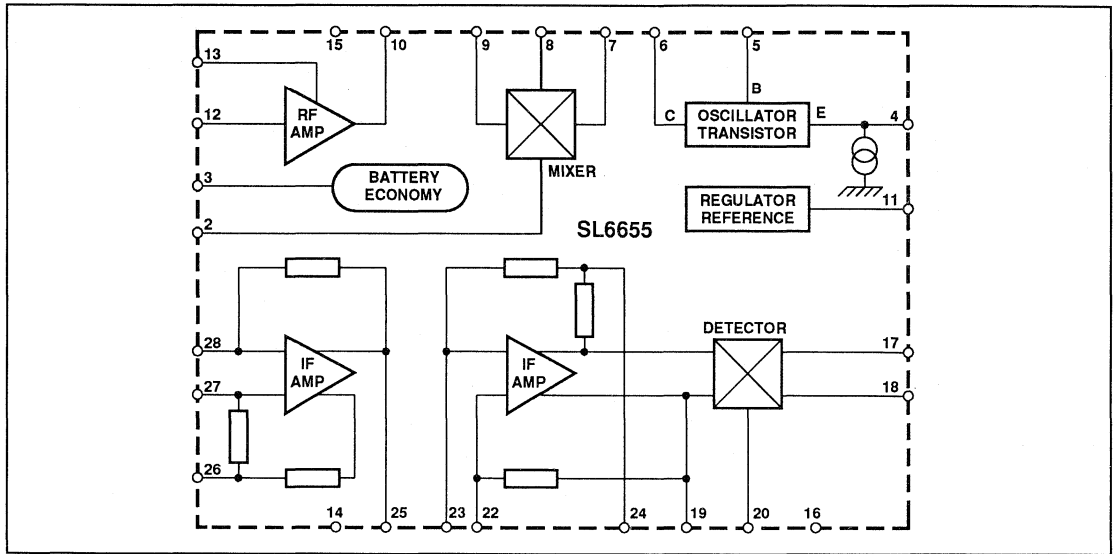 15
10
9
8
7
6
5
13
B
12
RF
AMP
C
OSCILLATOR
TRANSISTOR
E
4
MIXER
3
BATTERY
ECONOMY
REGULATOR
REFERENCE
11
2
SL6655
DETECTOR
28
IF
AMP
IF
AMP
17
27
18
26
14
25
23
22
24
19
20
16